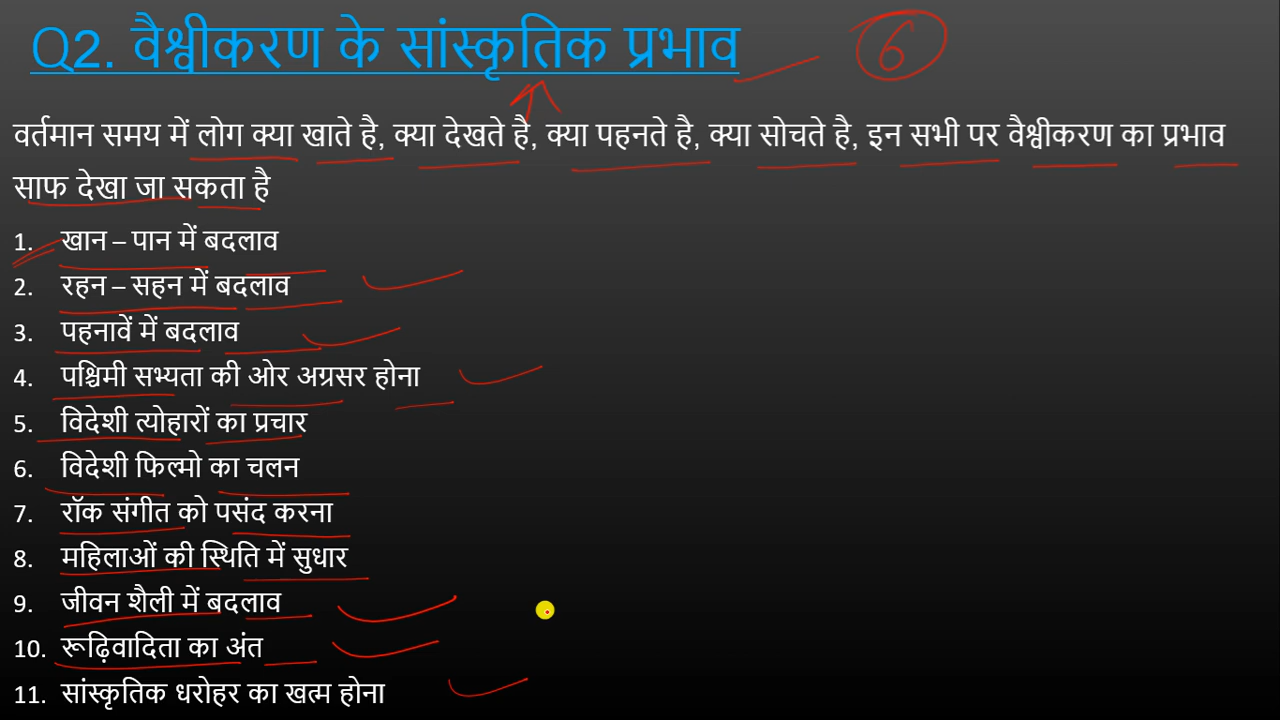 Q2. वैश्वीकरण के सांस्कृतिक प्रभाव 6
वर्तमान समय में लोग क्या खाते है, क्या देखते है, क्या पहनते है, क्या सोचते है, इन सभी पर वैश्वीकरण का प्रभाव
साफ देखा जा सकता है
1. खान – पान में बदलाव
2. रहन – सहन में बदलाव
3. पहनावें में बदलाव
4. पश्चिमी सभ्यता की ओर अग्रसर होना
5. विदेशी त्योहारों का प्रचार
6. विदेशी फिल्मो का चलन
7. रॉक संगीत को पसंद करना
8. महिलाओं की स्थिति में सुधार
9. जीवन शैली में बदलाव
10. रूढ़िवादिता का अंत
11. सांस्कृतिक धरोहर का खत्म होना